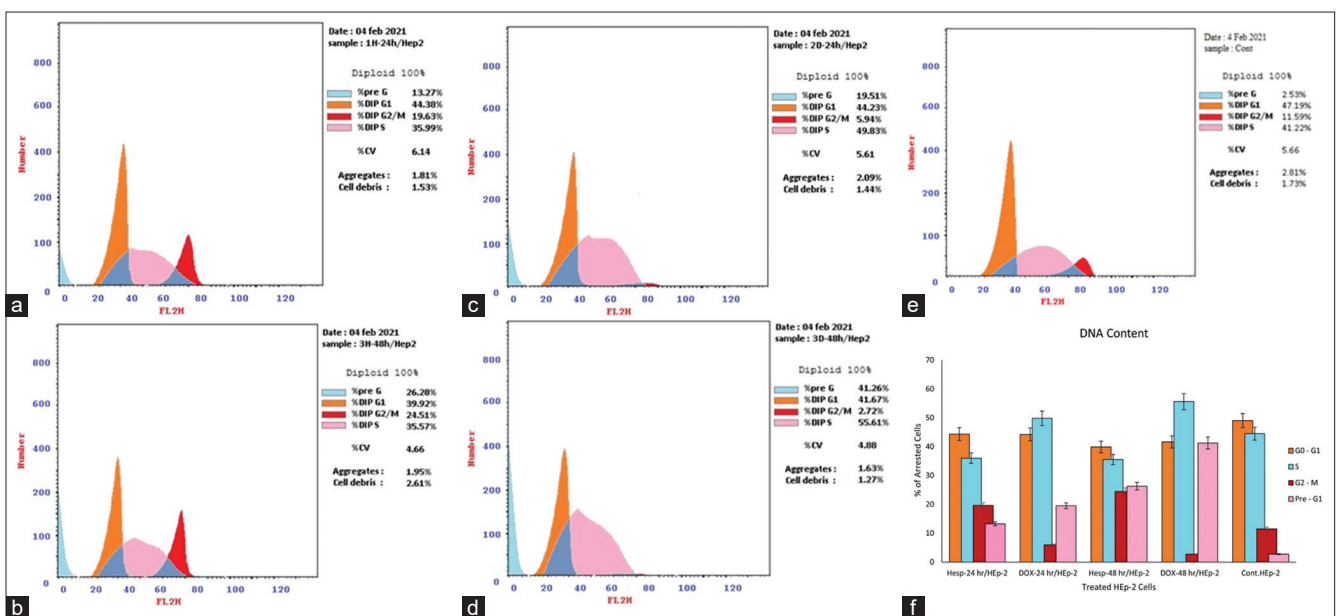 Date : 04 feb 2021
sample : 1H-24h/Hep2
Diploid 100%
%pre G 13.27%
%DIP G1 44.38%
%DIP G2/M 19.63%
%DIP S 35.99%
%CV 6.14
Aggregates : 1.81%
Cell debris : 1.53%
Number
800
600
400
200
100
0
0 20 40 60 80 100 120
FL2H
a
Date : 04 feb 2021
sample : 3H-48h/Hep2
Diploid 100%
%pre G 26.28%
%DIP G1 39.92%
%DIP G2/M 24.51%
%DIP S 35.57%
%CV 4.66
Aggregates : 1.95%
Cell debris : 2.61%
Number
800
600
400
200
100
0
0 20 40 60 80 100 120
FL2H
b
Date : 04 feb 2021
sample : 2D-24h/Hep2
Diploid 100%
%pre G 19.51%
%DIP G1 44.23%
%DIP G2/M 5.94%
%DIP S 49.83%
%CV 5.61
Aggregates : 2.09%
Cell debris : 1.44%
Number
800
600
400
200
100
0
0 20 40 60 80 100 120
FL2H
c
Date : 04 feb 2021
sample : 3D-48h/Hep2
Diploid 100%
%pre G 41.26%
%DIP G1 41.67%
%DIP G2/M 2.72%
%DIP S 55.61%
%CV 4.88
Aggregates : 1.63%
Cell debris : 1.27%
Number
800
600
400
200
100
0
0 20 40 60 80 100 120
FL2H
d
Date : 4 Feb 2021
sample : Cont
Diploid 100%
%pre G 2.53%
%DIP G1 47.19%
%DIP G2/M 11.59%
%DIP S 41.22%
%CV 5.66
Aggregates : 2.81%
Cell debris : 1.73%
Number
800
600
400
200
100
0
0 20 40 60 80 100 120
FL2H
e
DNA Content
% of Arrested Cells
70
60
50
40
30
20
10
0
Hesp-24 hr/HEp-2 DOX-24 hr/HEp-2 Hesp-48 hr/HEp-2 DOX-48 hr/HEp-2 Cont.HEp-2
Treated HEp-2 Cells
G0 - G1
S
G2 - M
Pre - G1
f